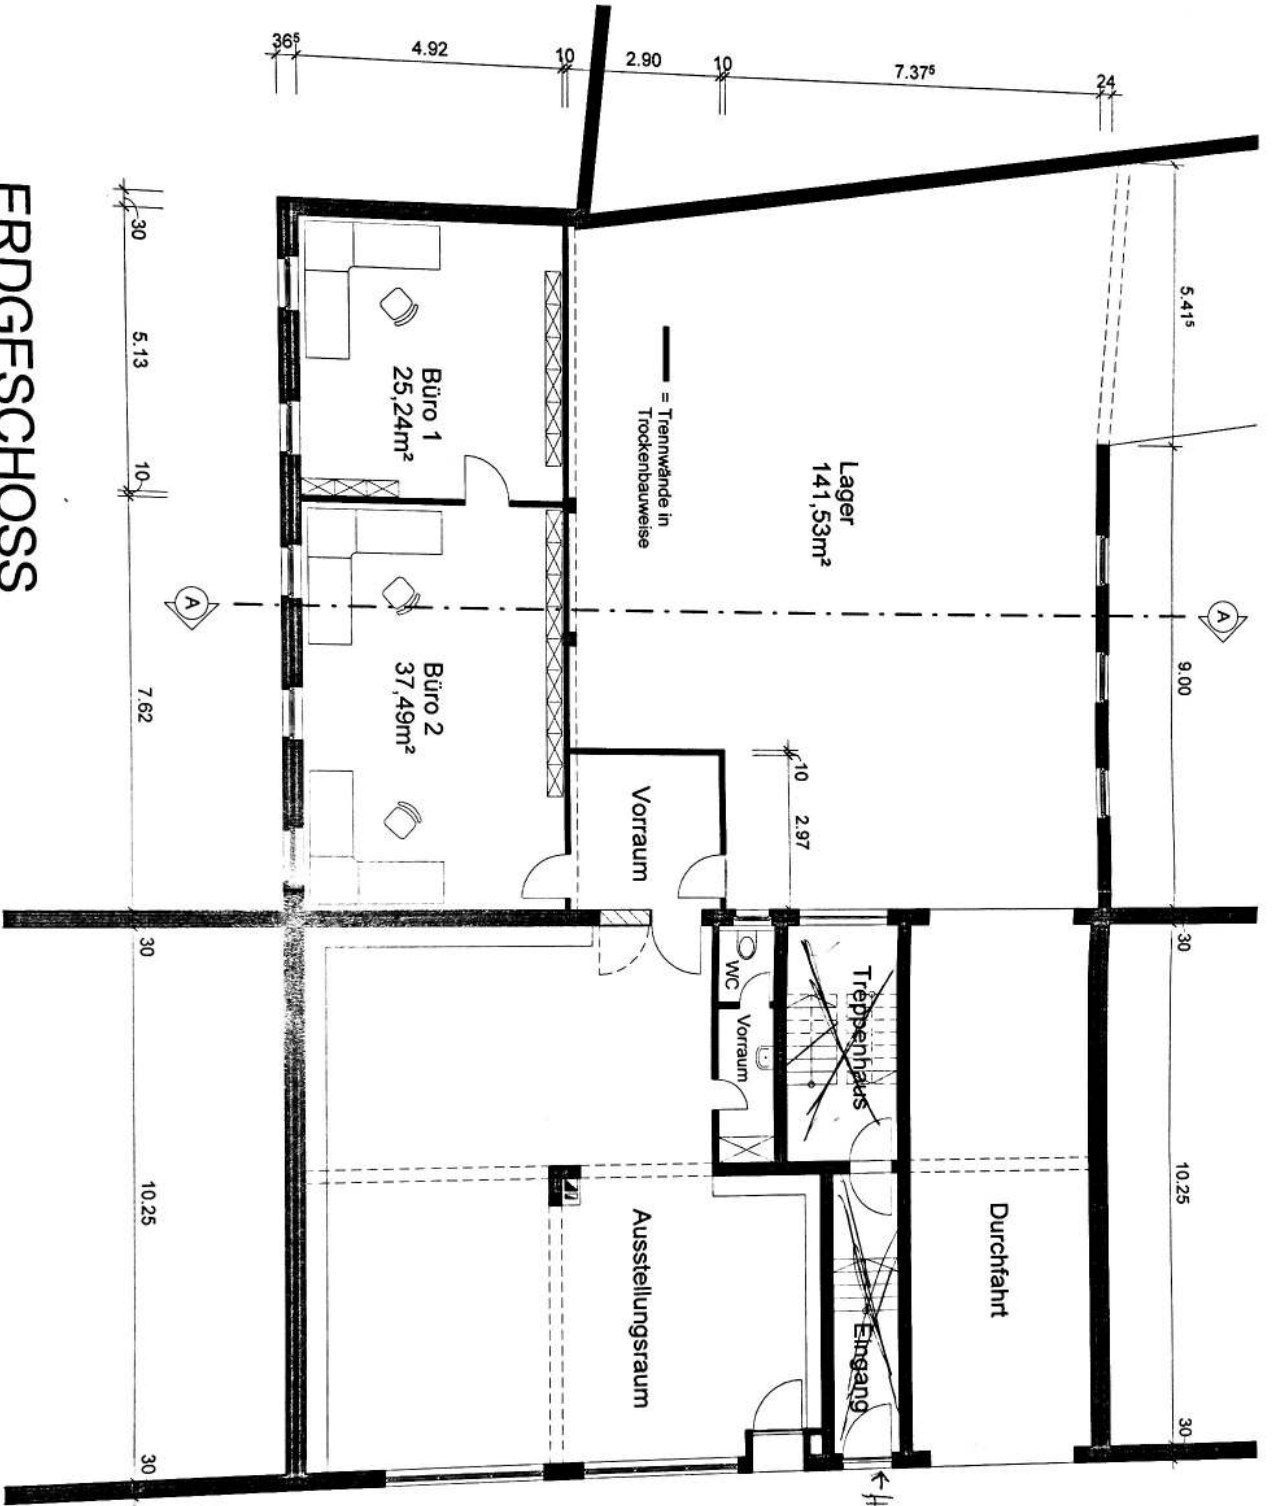 36⁵
4.92
10
2.90
10
7.37⁵
24
30
5.13
10
7.62
30
10.25
30
5.41⁵
9.00
30
10.25
30
10
2.97
ERDGESCHOSS
Büro 1
25,24m²
Büro 2
37,49m²
= Trennwände in
Trockenbauweise
Lager
141,53m²
A
A
Vorraum
WC
Vorraum
Treppenhaus
Eingang
Durchfahrt
Ausstellungsraum